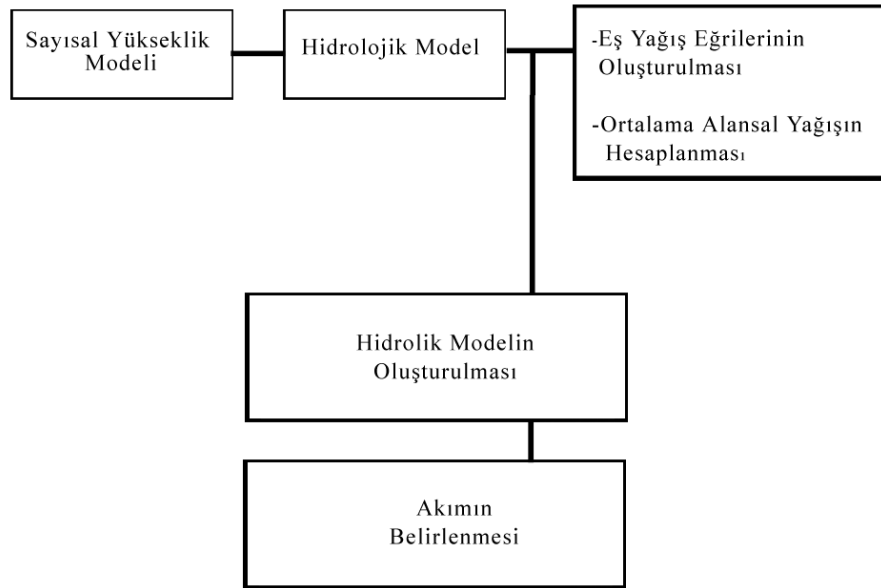 Sayısal Yükseklik
Modeli
Hidrolojik Model
-Eş Yağış Eğrilerinin
Oluşturulması
-Ortalama Alansal Yağışın
Hesaplanması
Hidrolik Modelin
Oluşturulması
Akımın
Belirlenmesi